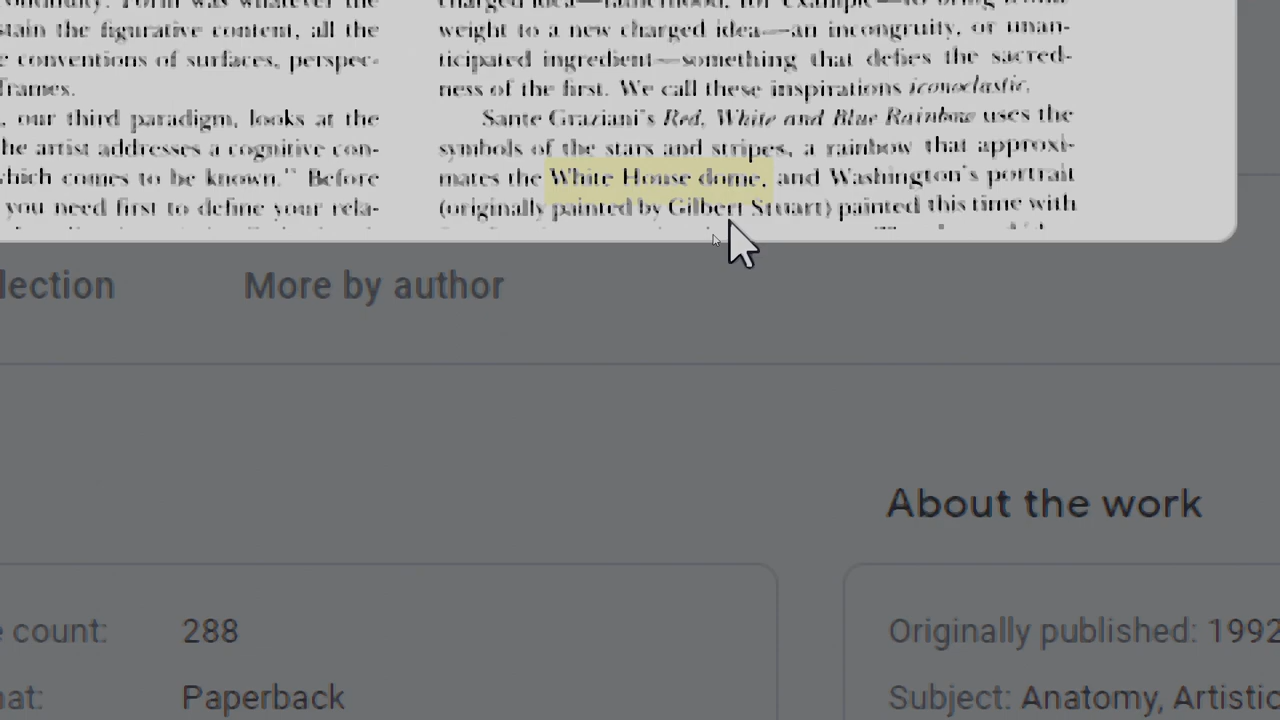 stain the figurative content, all the
conventions of surfaces, perspec-
frames.
, our third paradigm, looks at the
the artist addresses a cognitive con-
which comes to be known." Before
you need first to define your rela-
weight to a new charged idea—an incongruity, or unan-
ticipated ingredient—something that defies the sacred-
ness of the first. We call these inspirations iconoclastic.
Sante Graziani's Red, White and Blue Rainbow uses the
symbols of the stars and stripes, a rainbow that approxi-
mates the White House dome, and Washington's portrait
(originally painted by Gilbert Stuart) painted this time with
lection
More by author
About the work
e count: 288
nat: Paperback
Originally published: 1992
Subject: Anatomy, Artistic